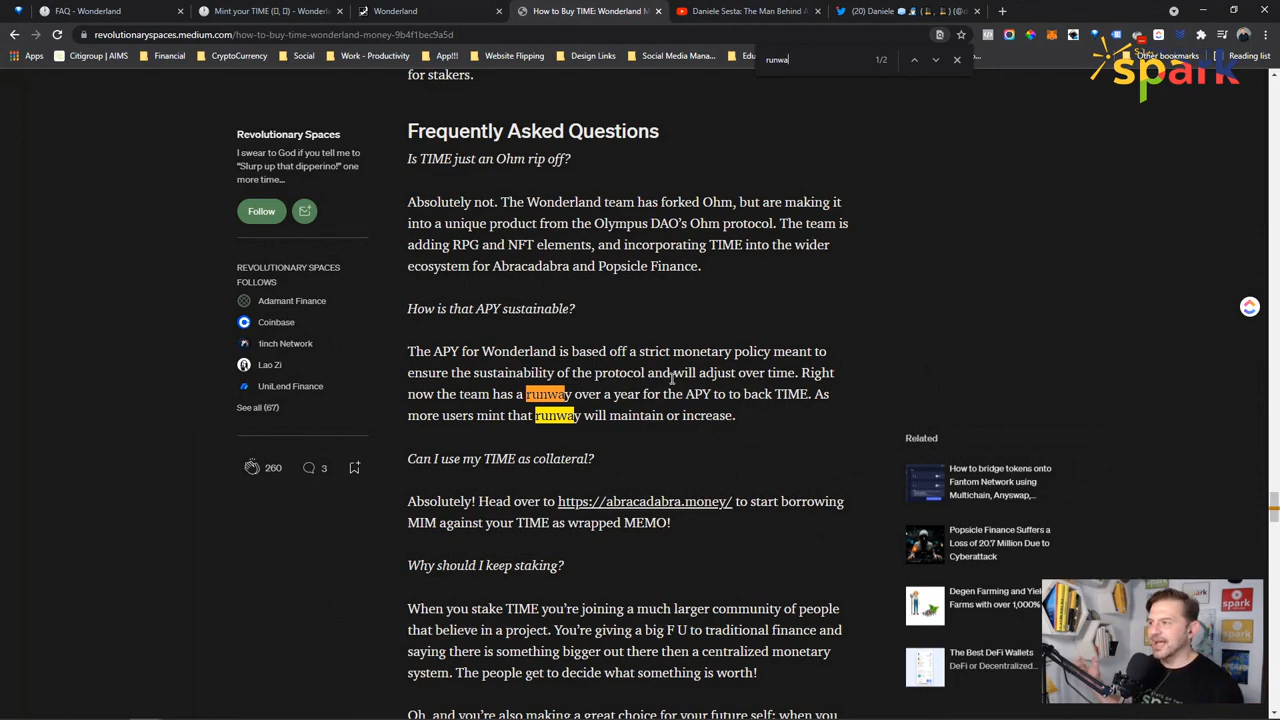 FAQ - Wonderland
Mint your TIME (
Wonderland
How to Buy TIME: Wonderland M
Daniele Sesta: The Man Behind A
(20) Daniele
revolutionaryspaces.medium.com/how-to-buy-time-wonderland-money-9b4f1bec9a5d
Apps
Citigroup | AIMS
Financial
CryptoCurrency
Social
Work - Productivity
App!!!
Website Flipping
Design
Social Media Mana
Edu
Other bookmarks
Reading list
runwa
1/2
spark
for stakers.
Revolutionary Spaces
I swear to God if you tell me to
"Slurp up that dipperino!" one
more time...
Follow
REVOLUTIONARY SPACES
FOLLOWS
Adamant Finance
Coinbase
1inch Network
Lao Zi
UniLend Finance
See all (67)
260
3
Frequently Asked Questions
Is TIME just an Ohm rip off?
Absolutely not. The Wonderland team has forked Ohm, but are making it
into a unique product from the Olympus DAO's Ohm protocol. The team is
adding RPG and NFT elements, and incorporating TIME into the wider
ecosystem for Abracadabra and Popsicle Finance.
How is that APY sustainable?
The APY for Wonderland is based off a strict monetary policy meant to
ensure the sustainability of the protocol and will adjust over time. Right
now the team has a runway over a year for the APY to to back TIME. As
more users mint that runway will maintain or increase.
Can I use my TIME as collateral?
Absolutely! Head over to https://abracadabra.money/ to start borrowing
MIM against your TIME as wrapped MEMO!
Why should I keep staking?
When you stake TIME you're joining a much larger community of people
that believe in a project. You're giving a big F U to traditional finance and
saying there is something bigger out there then a centralized monetary
system. The people get to decide what something is worth!
Oh, and you're also making a great choice for your future self: when you
Related
How to bridge tokens onto
Fantom Network using
Multichain, Anyswap,...
Popsicle Finance Suffers a
Loss of 20.7 Million Due to
Cyberattack
Degen Farming and Yiel
Farms with over 1,000%
The Best DeFi Wallets
DeFi or Decentralized...
spark